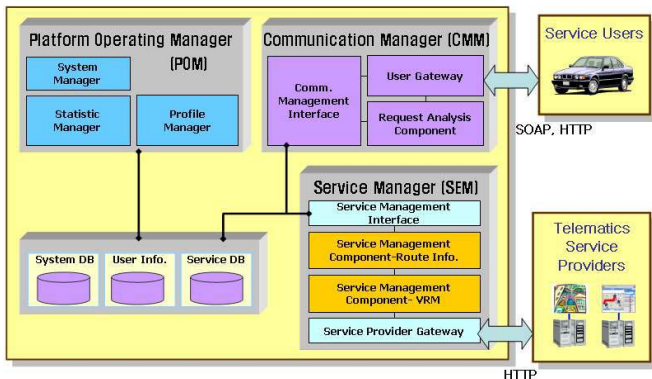 Platform Operating Manager
(POM)
System
Manager
Statistic
Manager
Profile
Manager
Communication Manager (CMM)
Comm.
Management
Interface
User Gateway
Request Analysis
Component
Service Users
SOAP, HTTP
Service Manager (SEM)
Service Management
Interface
Service Management
Component-Route Info.
Service Management
Component- VRM
Service Provider Gateway
System DB
User Info.
Service DB
Telematics
Service
Providers
HTTP